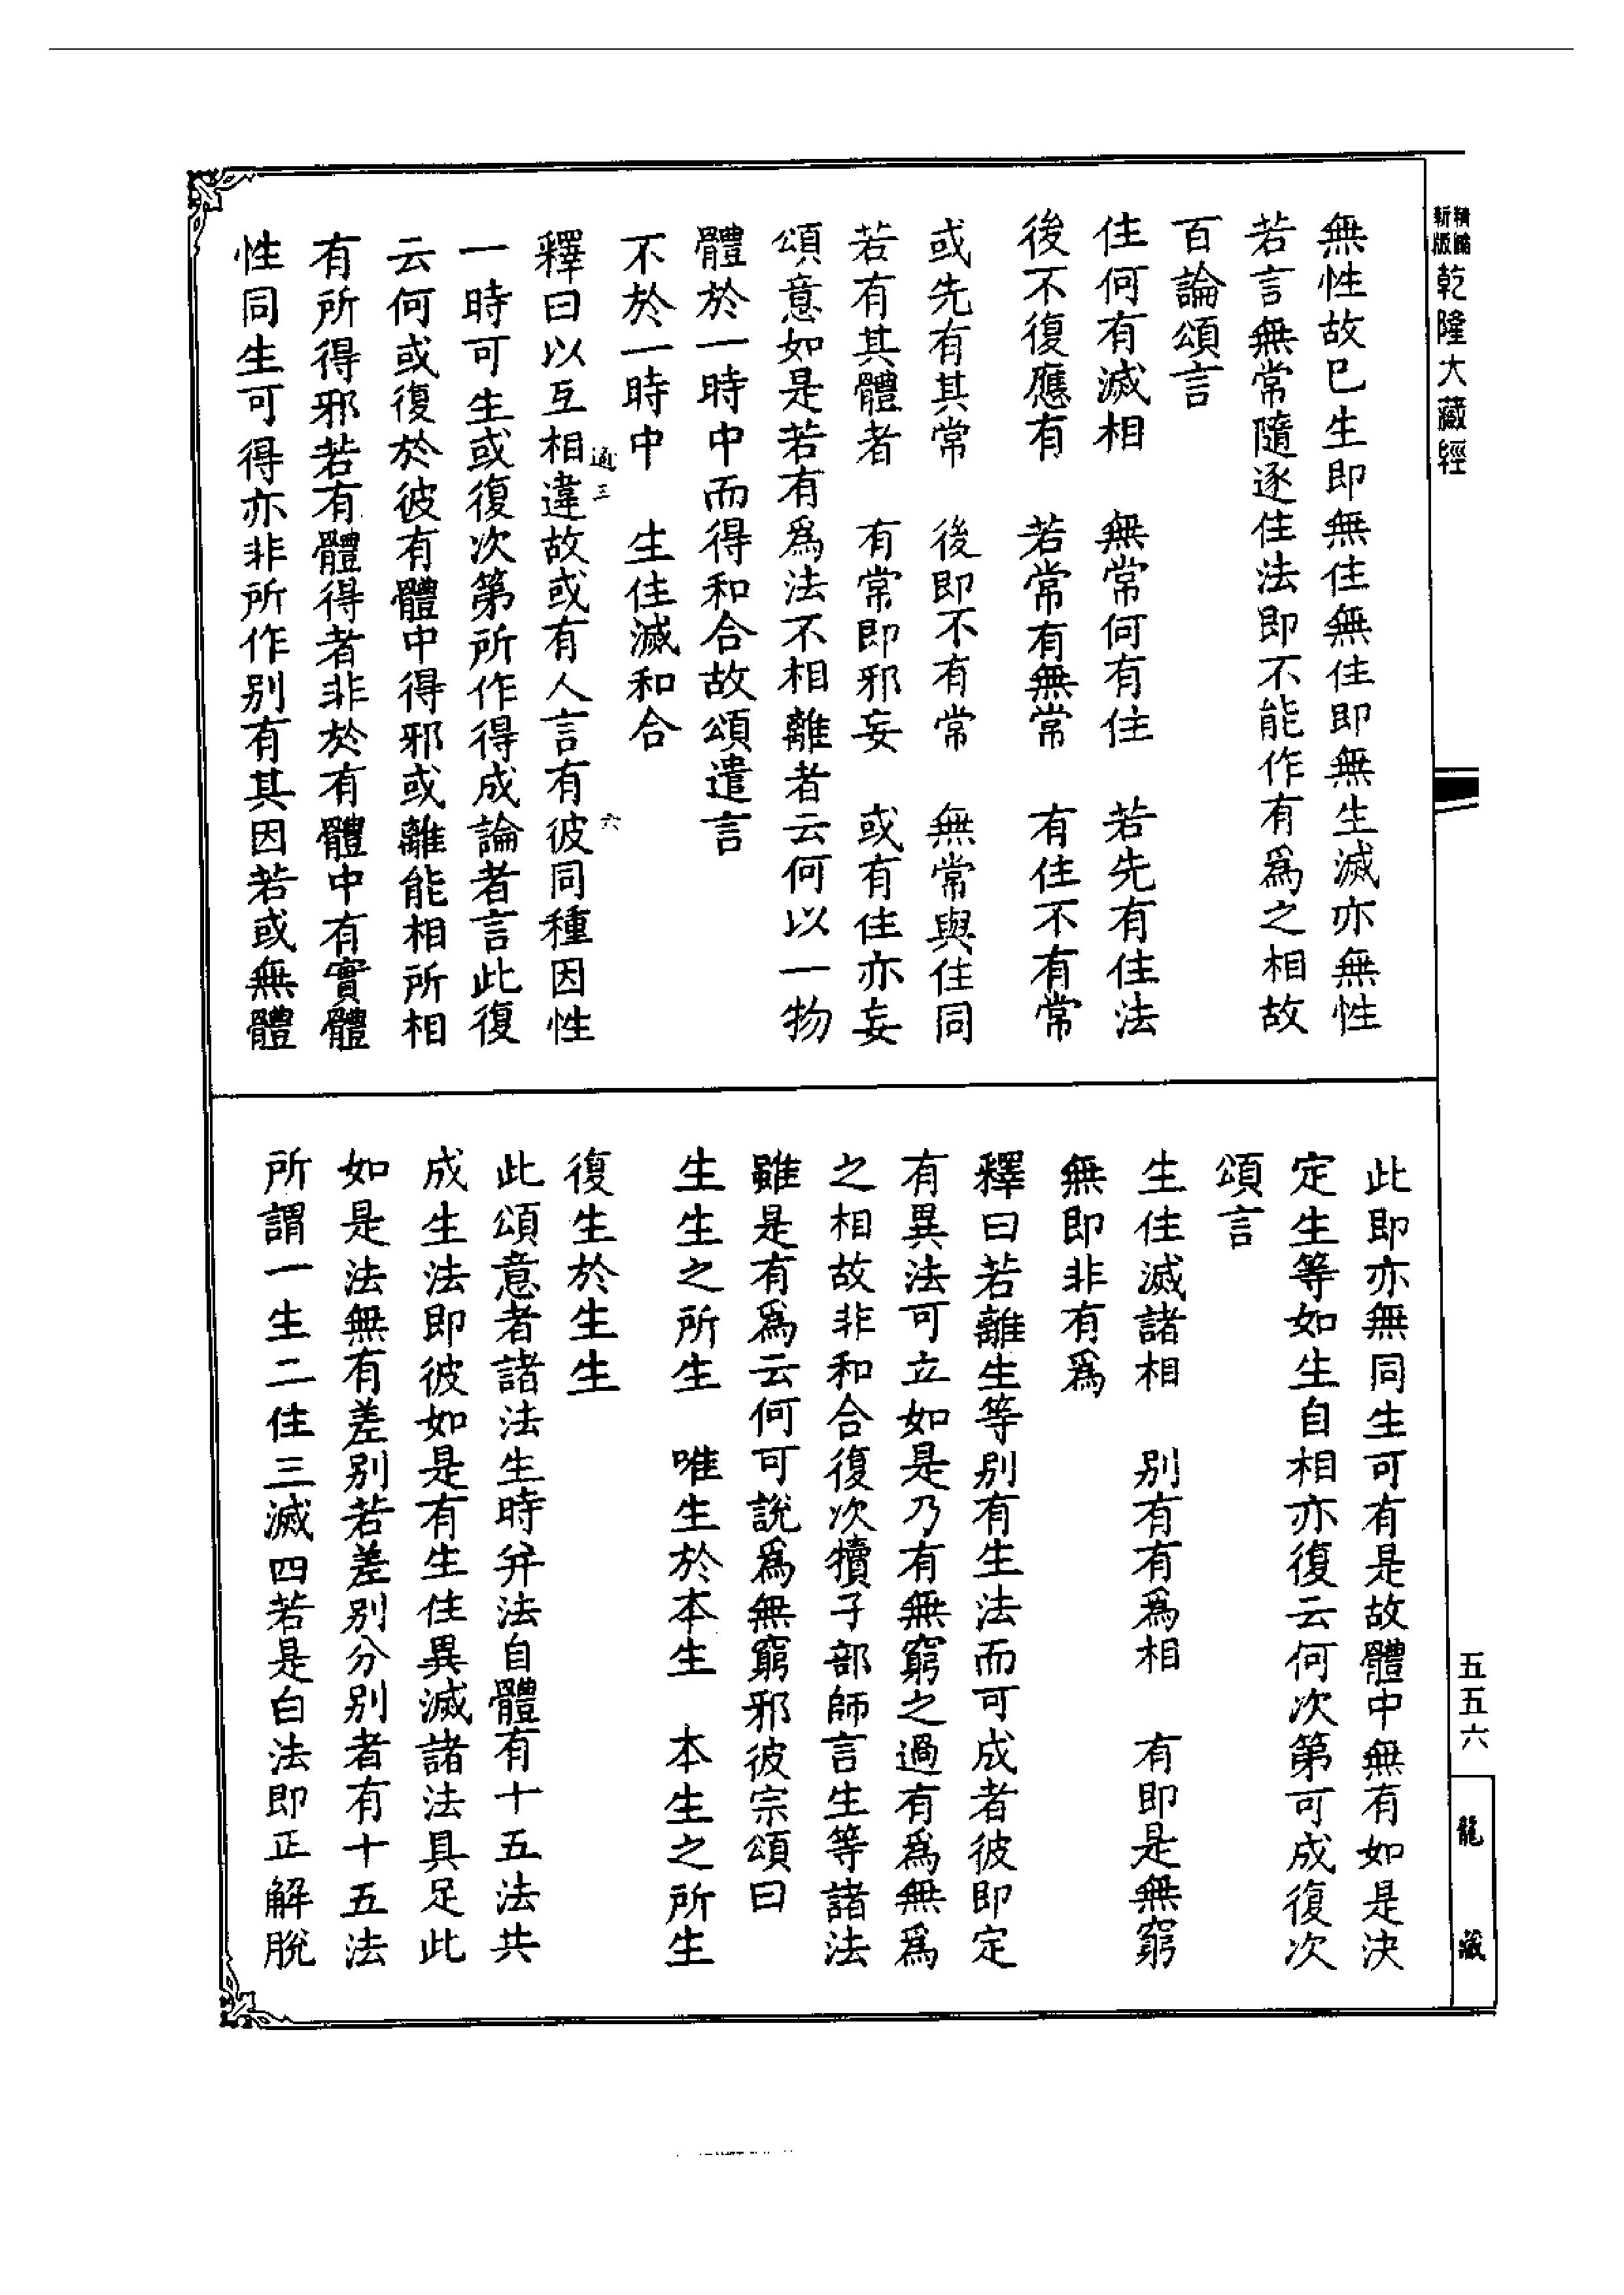 精編
新版
乾隆大藏經
無性故已生即無住無住即無生滅亦無性
若言無常隨逐住法即不能作有爲之相故
百論頌言
住何有滅相　無常何有住　若先有住法
後不復應有　若常有無常　有住不有常
或先有其常　後即不有常　無常與住同
若有其體者　有常即邪妄　或有住亦妄
頌意如是若有爲法不相離者云何以一物
體於一時中而得和合故頌遣言
不於一時中　生住滅和合
釋曰以互相違故或有人言有彼同種因性
三
六
一時可生或復次第所作得成論者言此復
云何或復於彼有體中得邪或離能相所相
有所得邪若有體得者非於有體中有實體
性同生可得亦非所作別有其因若或無體
此即亦無同生可有是故體中無有如是決
定生等如生自相亦復云何次第可成復次
頌言
生住滅諸相　別有有爲相　有即是無窮
無即非有爲
釋曰若離生等別有生法而可成者彼即定
有異法可立如是乃有無窮之過有爲無爲
之相故非和合復次犢子部師言生等諸法
雖是有爲云何可說爲無窮邪彼宗頌曰
生生之所生　唯生於本生　本生之所生
復生於生生
此頌意者諸法生時并法自體有十五法共
成生法即彼如是有生住異滅諸法具足此
如是法無有差別若差別分別者有十五法
所謂一生二住三滅四若是白法即正解脫
五五六
龍藏